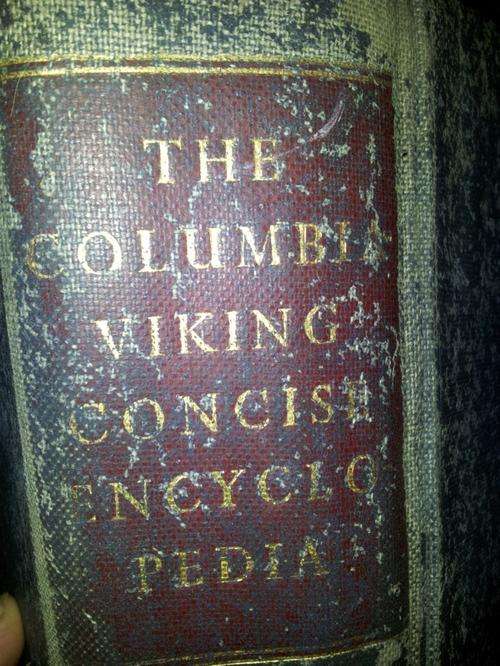 THE
COLUMBIA
VIKING
CONCISE
ENCYCLO
PEDIA